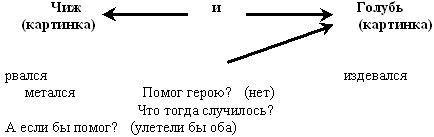 Чиж и Голубь
(картинка) (картинка)
рвался издевался
метался Помог герою? (нет)
Что тогда случилось?
А если бы помог? (улетели бы оба)